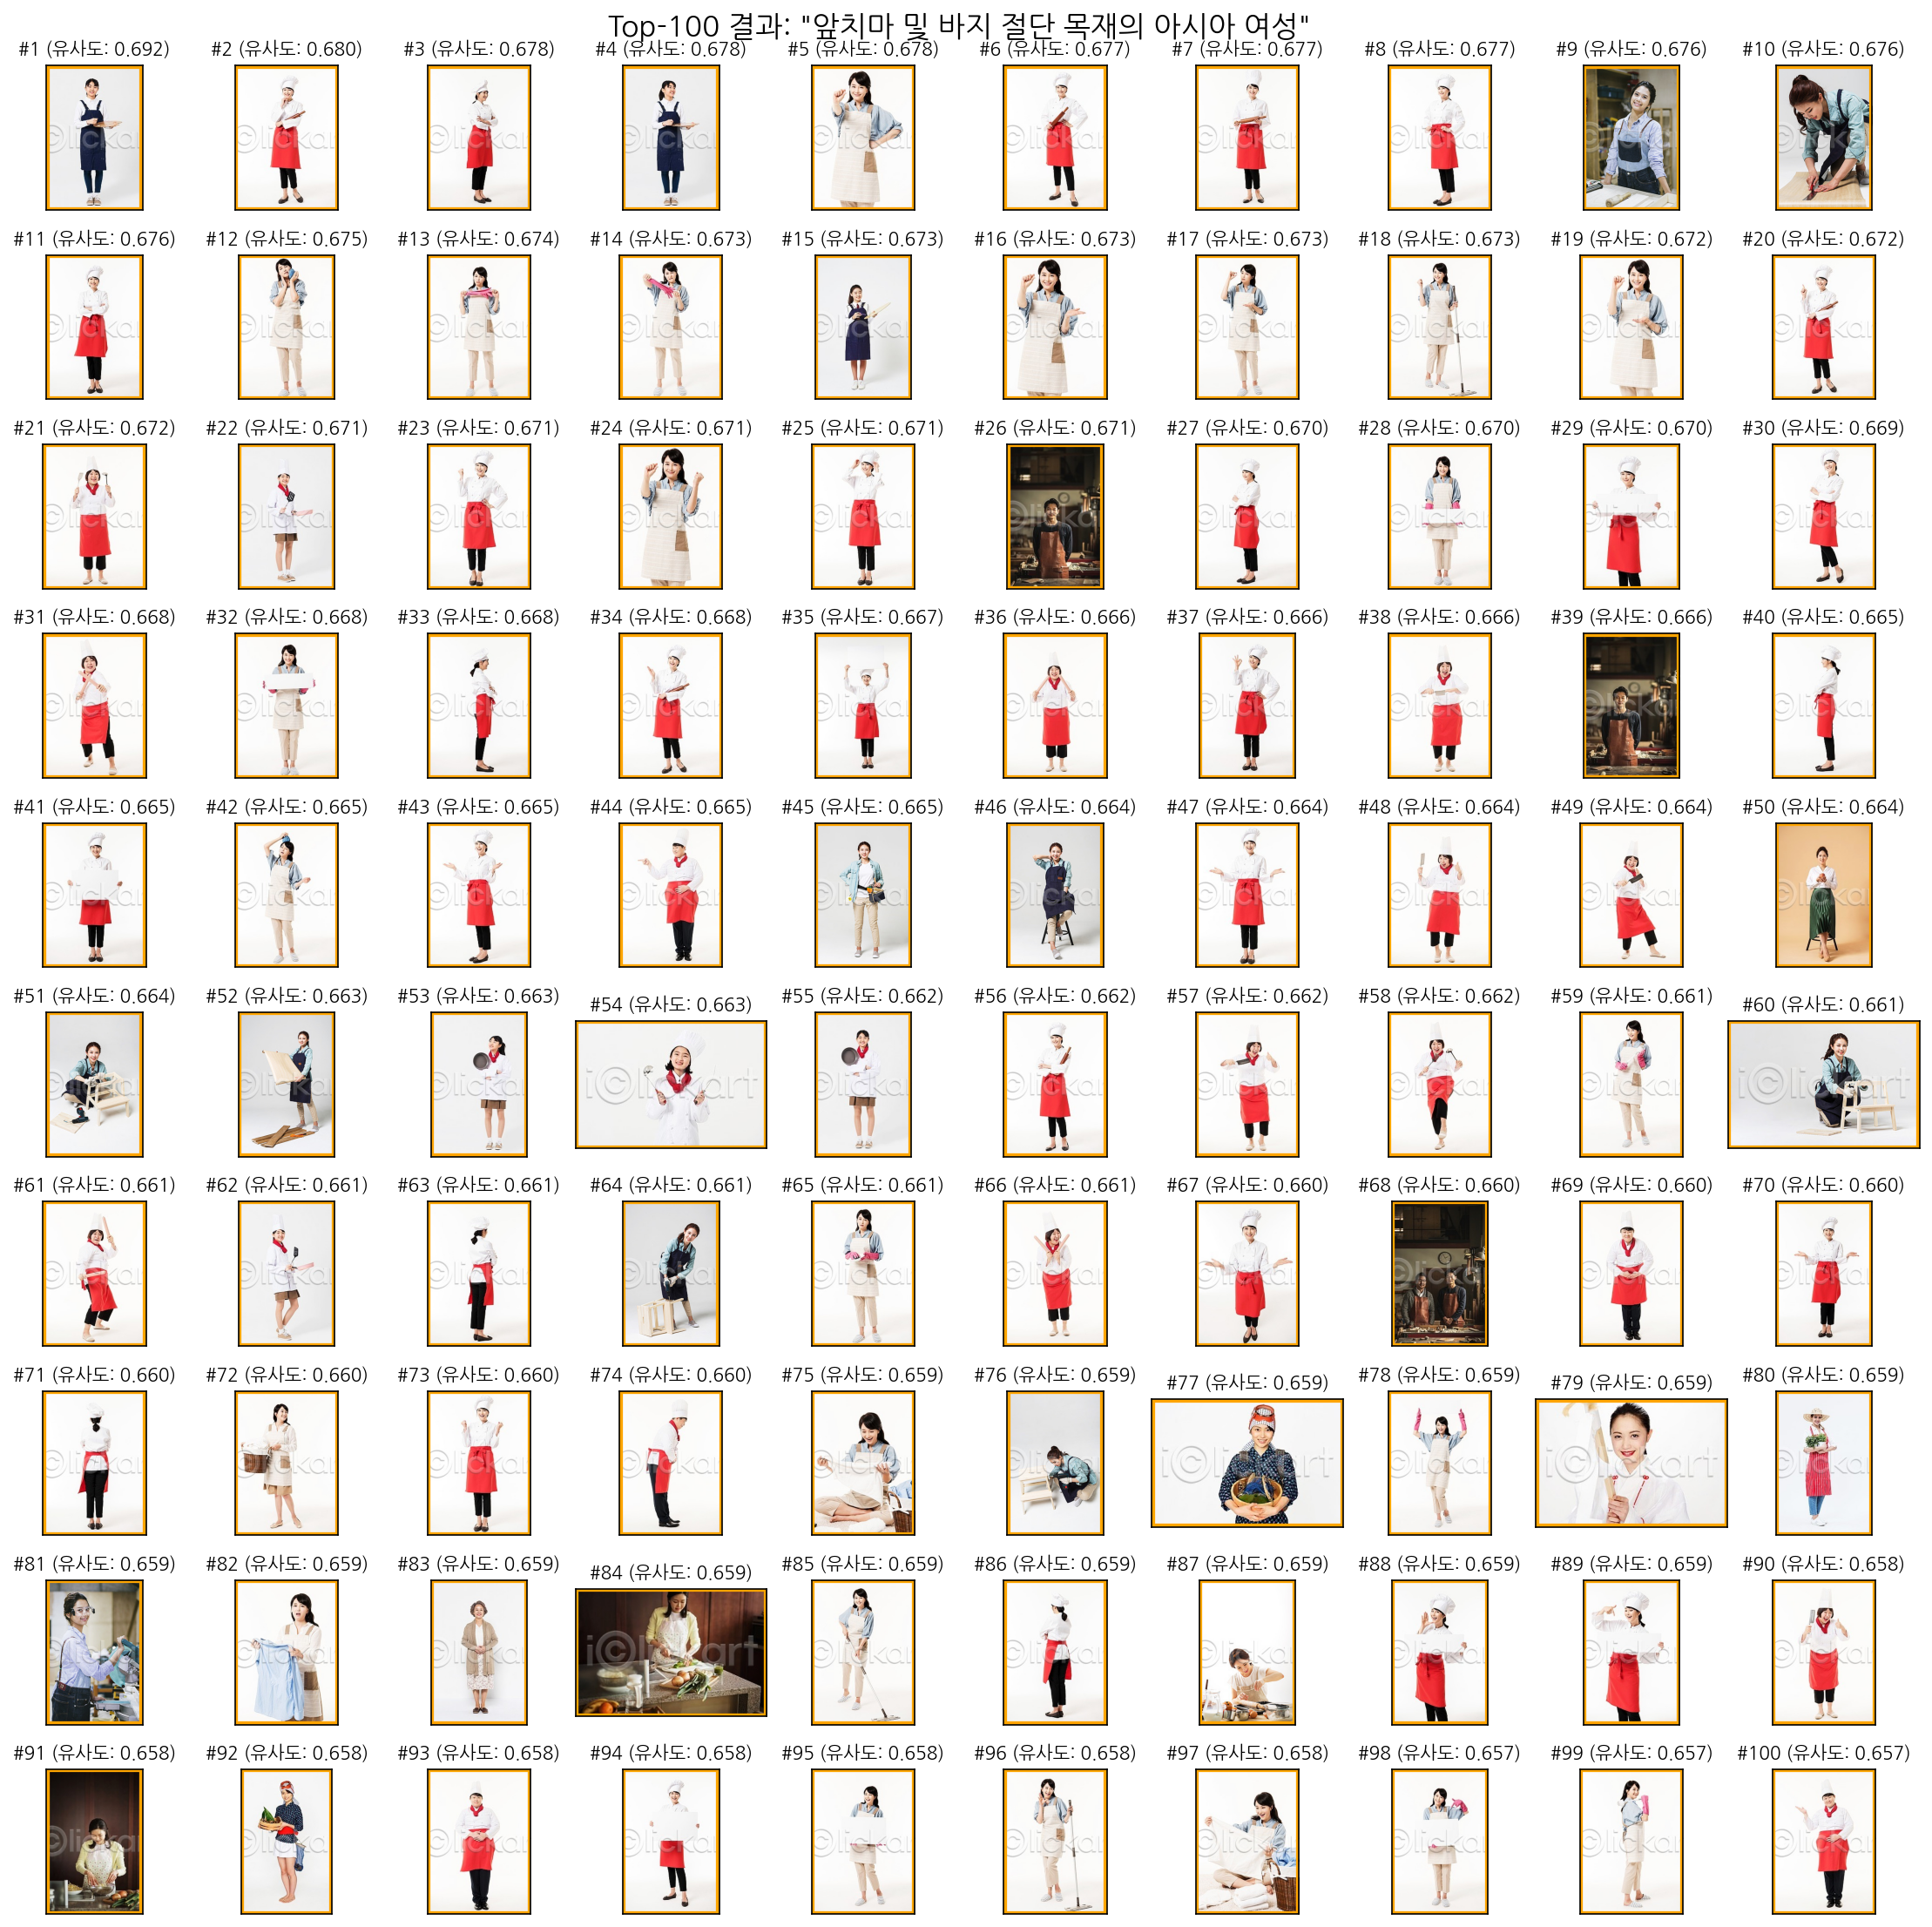 Top-100 결과: "앞치마 및 바지 절단 목재의 아시아 여성"
#1 (유사도: 0.692) #2 (유사도: 0.680) #3 (유사도: 0.678) #4 (유사도: 0.678) #5 (유사도: 0.678) #6 (유사도: 0.677) #7 (유사도: 0.677) #8 (유사도: 0.677) #9 (유사도: 0.676) #10 (유사도: 0.676)
#11 (유사도: 0.676) #12 (유사도: 0.675) #13 (유사도: 0.674) #14 (유사도: 0.673) #15 (유사도: 0.673) #16 (유사도: 0.673) #17 (유사도: 0.673) #18 (유사도: 0.673) #19 (유사도: 0.672) #20 (유사도: 0.672)
#21 (유사도: 0.672) #22 (유사도: 0.671) #23 (유사도: 0.671) #24 (유사도: 0.671) #25 (유사도: 0.671) #26 (유사도: 0.671) #27 (유사도: 0.670) #28 (유사도: 0.670) #29 (유사도: 0.670) #30 (유사도: 0.669)
#31 (유사도: 0.668) #32 (유사도: 0.668) #33 (유사도: 0.668) #34 (유사도: 0.668) #35 (유사도: 0.667) #36 (유사도: 0.666) #37 (유사도: 0.666) #38 (유사도: 0.666) #39 (유사도: 0.666) #40 (유사도: 0.665)
#41 (유사도: 0.665) #42 (유사도: 0.665) #43 (유사도: 0.665) #44 (유사도: 0.665) #45 (유사도: 0.665) #46 (유사도: 0.664) #47 (유사도: 0.664) #48 (유사도: 0.664) #49 (유사도: 0.664) #50 (유사도: 0.664)
#51 (유사도: 0.664) #52 (유사도: 0.663) #53 (유사도: 0.663) #54 (유사도: 0.663) #55 (유사도: 0.662) #56 (유사도: 0.662) #57 (유사도: 0.662) #58 (유사도: 0.662) #59 (유사도: 0.661) #60 (유사도: 0.661)
#61 (유사도: 0.661) #62 (유사도: 0.661) #63 (유사도: 0.661) #64 (유사도: 0.661) #65 (유사도: 0.661) #66 (유사도: 0.661) #67 (유사도: 0.660) #68 (유사도: 0.660) #69 (유사도: 0.660) #70 (유사도: 0.660)
#71 (유사도: 0.660) #72 (유사도: 0.660) #73 (유사도: 0.660) #74 (유사도: 0.660) #75 (유사도: 0.659) #76 (유사도: 0.659) #77 (유사도: 0.659) #78 (유사도: 0.659) #79 (유사도: 0.659) #80 (유사도: 0.659)
#81 (유사도: 0.659) #82 (유사도: 0.659) #83 (유사도: 0.659) #84 (유사도: 0.659) #85 (유사도: 0.659) #86 (유사도: 0.659) #87 (유사도: 0.659) #88 (유사도: 0.659) #89 (유사도: 0.659) #90 (유사도: 0.658)
#91 (유사도: 0.658) #92 (유사도: 0.658) #93 (유사도: 0.658) #94 (유사도: 0.658) #95 (유사도: 0.658) #96 (유사도: 0.658) #97 (유사도: 0.658) #98 (유사도: 0.657) #99 (유사도: 0.657) #100 (유사도: 0.657)